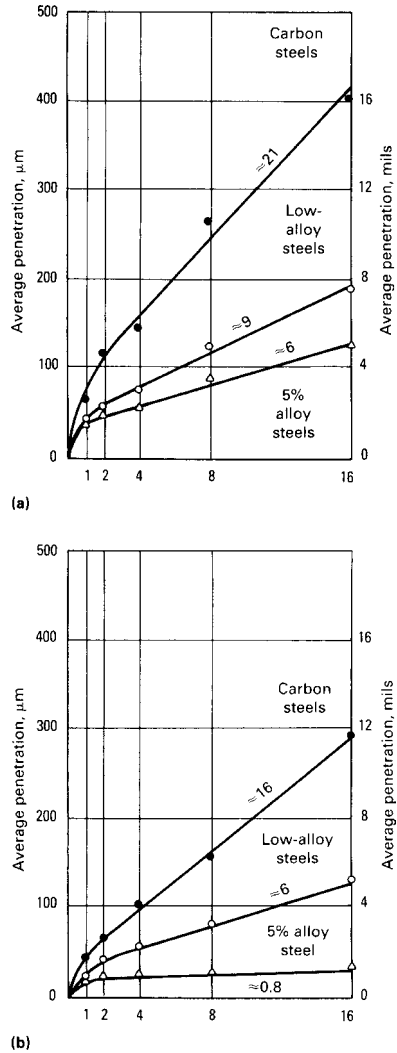 500
Carbon
steels
400
16
≈21
300
12
Low-
alloy
steels
Average penetration, μm
Average penetration, mils
200
8
≈9
≈6
100
4
5%
alloy
steels
0
0
1 2 4 8 16
(a)
500
400
16
Carbon
steels
300
12
Average penetration, μm
Average penetration, mils
≈16
200
8
Low-alloy
steels
≈6
100
4
5% alloy
steel
0
≈0.8
0
1 2 4 8 16
(b)